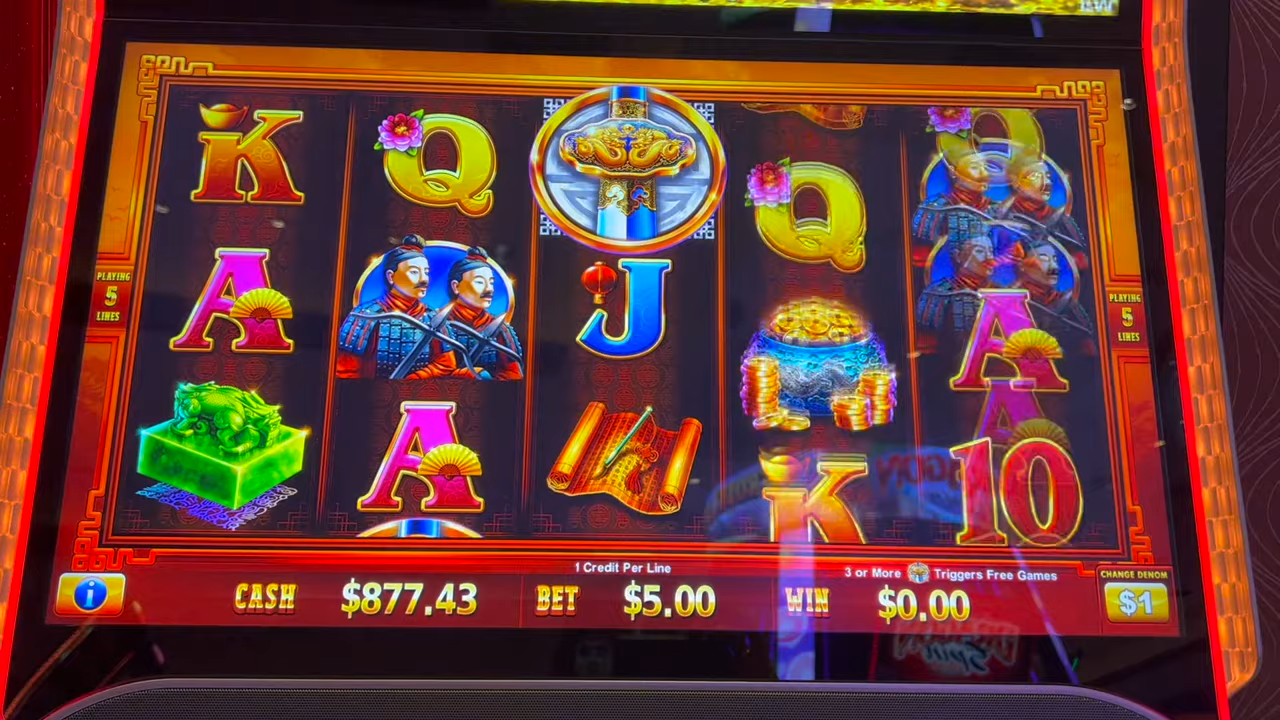 K
Q
Q
Q
A
J
PLAYING
5
LINES
PLAYING
5
LINES
A
A
K
10
1 Credit Per Line
3 or More Triggers Free Games
CASH $877.43 BET $5.00 WIN $0.00
CHANGE DENOM
$1
i